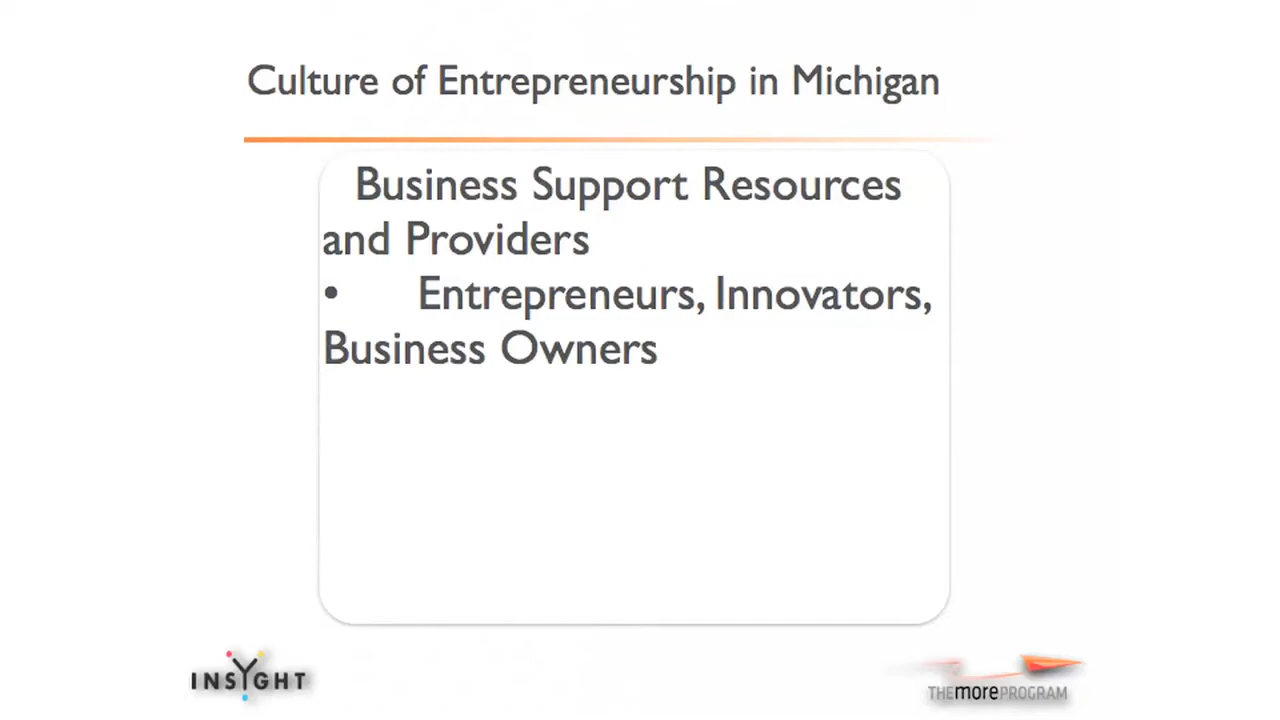 Culture of Entrepreneurship in Michigan
Business Support Resources
and Providers
• Entrepreneurs, Innovators,
Business Owners
INSYGHT
THEmorePROGRAM